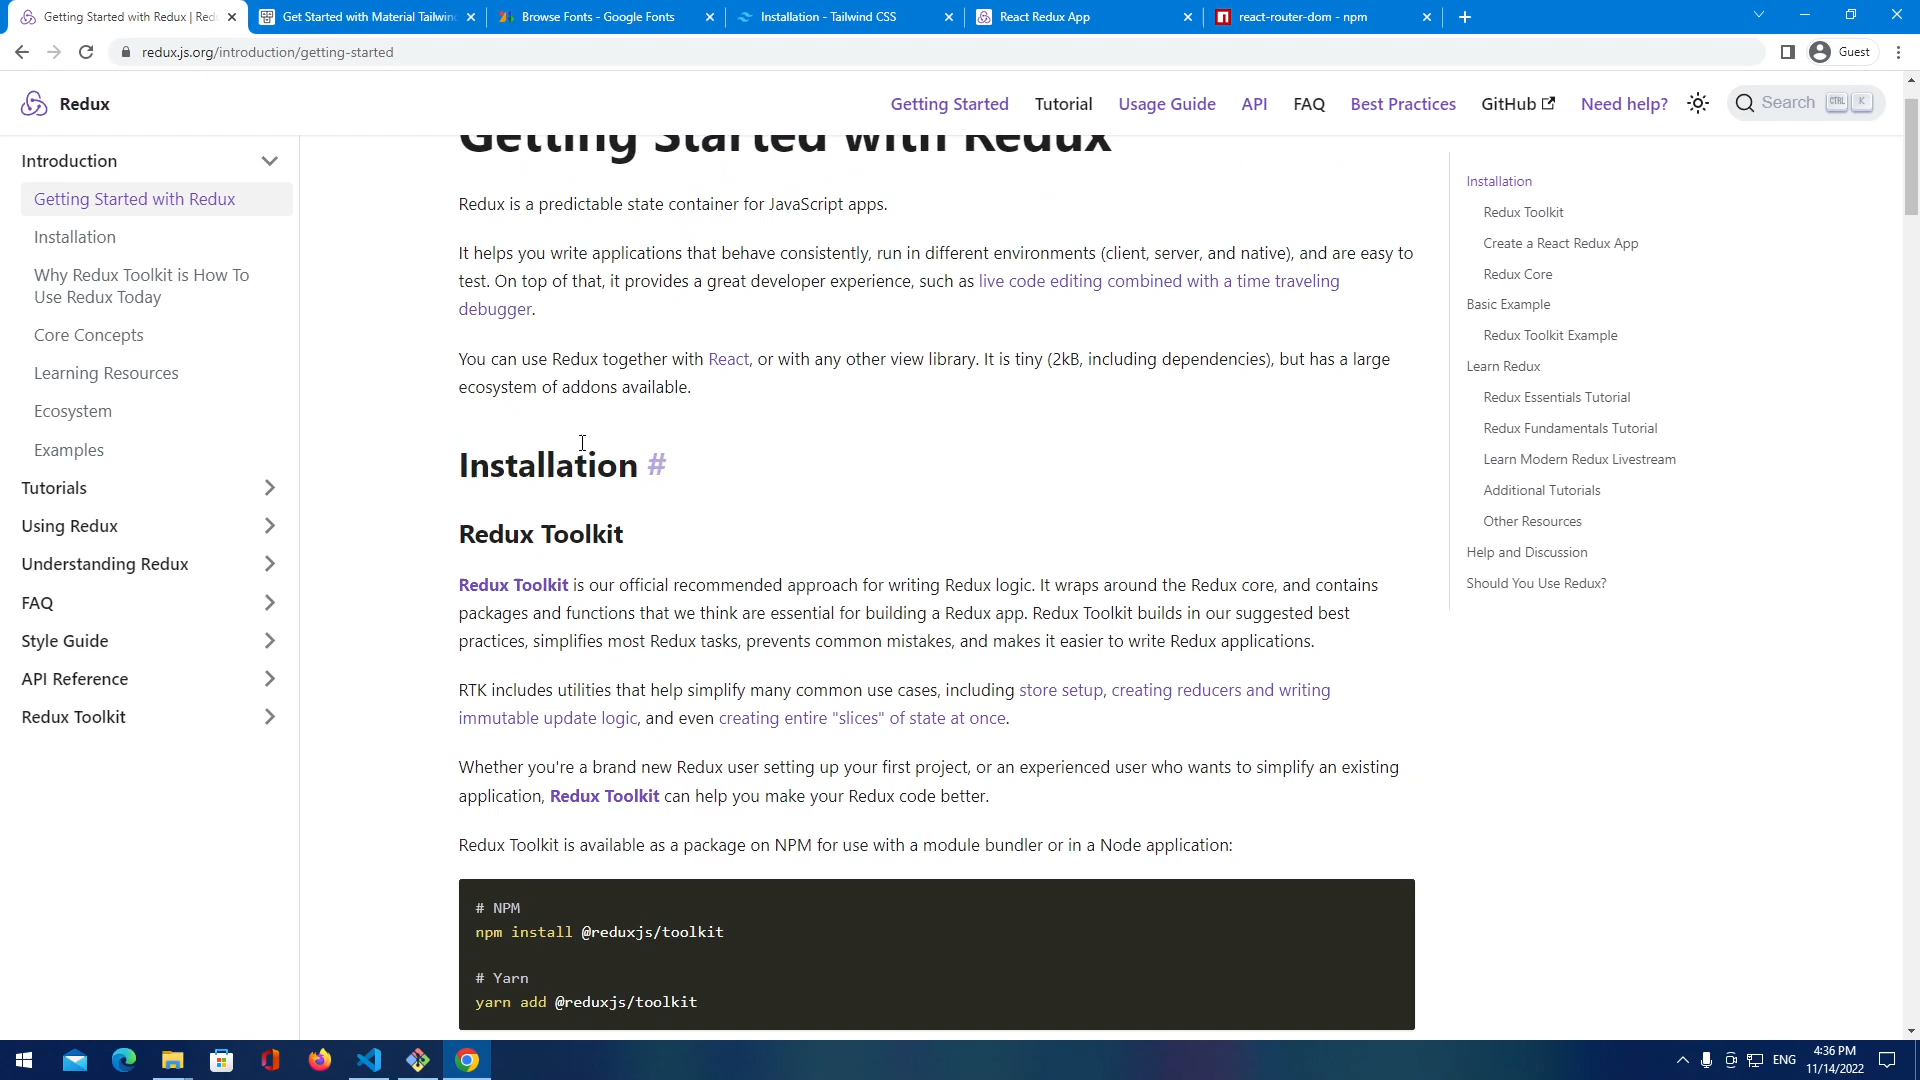 Getting Started with Redux | Red
Get Started with Material Tailwin
Browse Fonts - Google Fonts
Installation - Tailwind CSS
React Redux App
react-router-dom - npm
redux.js.org/introduction/getting-started
Guest
Redux
Getting Started
Tutorial
Usage Guide
API
FAQ
Best Practices
GitHub
Need help?
Search
CTRL
K
Introduction
Getting Started with Redux
Installation
Why Redux Toolkit is How To
Use Redux Today
Core Concepts
Learning Resources
Ecosystem
Examples
Tutorials
Using Redux
Understanding Redux
FAQ
Style Guide
API Reference
Redux Toolkit
Getting Started with Redux
Redux is a predictable state container for JavaScript apps.
It helps you write applications that behave consistently, run in different environments (client, server, and native), and are easy to
test. On top of that, it provides a great developer experience, such as live code editing combined with a time traveling
debugger.
You can use Redux together with React, or with any other view library. It is tiny (2kB, including dependencies), but has a large
ecosystem of addons available.
Installation #
Redux Toolkit
Redux Toolkit is our official recommended approach for writing Redux logic. It wraps around the Redux core, and contains
packages and functions that we think are essential for building a Redux app. Redux Toolkit builds in our suggested best
practices, simplifies most Redux tasks, prevents common mistakes, and makes it easier to write Redux applications.
RTK includes utilities that help simplify many common use cases, including store setup, creating reducers and writing
immutable update logic, and even creating entire "slices" of state at once.
Whether you're a brand new Redux user setting up your first project, or an experienced user who wants to simplify an existing
application, Redux Toolkit can help you make your Redux code better.
Redux Toolkit is available as a package on NPM for use with a module bundler or in a Node application:
# NPM
npm install @reduxjs/toolkit
# Yarn
yarn add @reduxjs/toolkit
Installation
Redux Toolkit
Create a React Redux App
Redux Core
Basic Example
Redux Toolkit Example
Learn Redux
Redux Essentials Tutorial
Redux Fundamentals Tutorial
Learn Modern Redux Livestream
Additional Tutorials
Other Resources
Help and Discussion
Should You Use Redux?
ENG
4:36 PM
11/14/2022